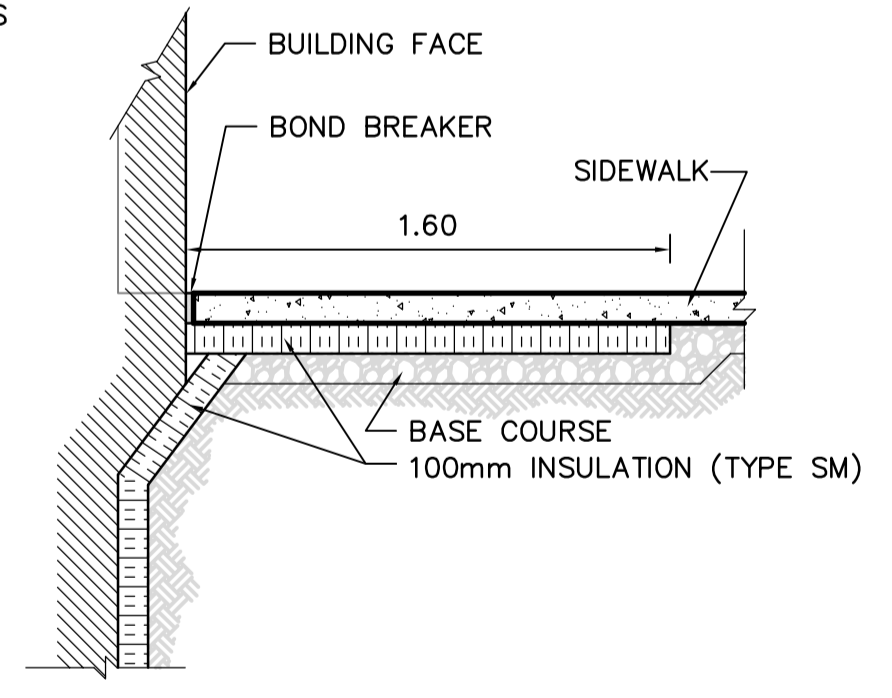 S
BUILDING FACE
BOND BREAKER
SIDEWALK
1.60
BASE COURSE
100mm INSULATION (TYPE SM)